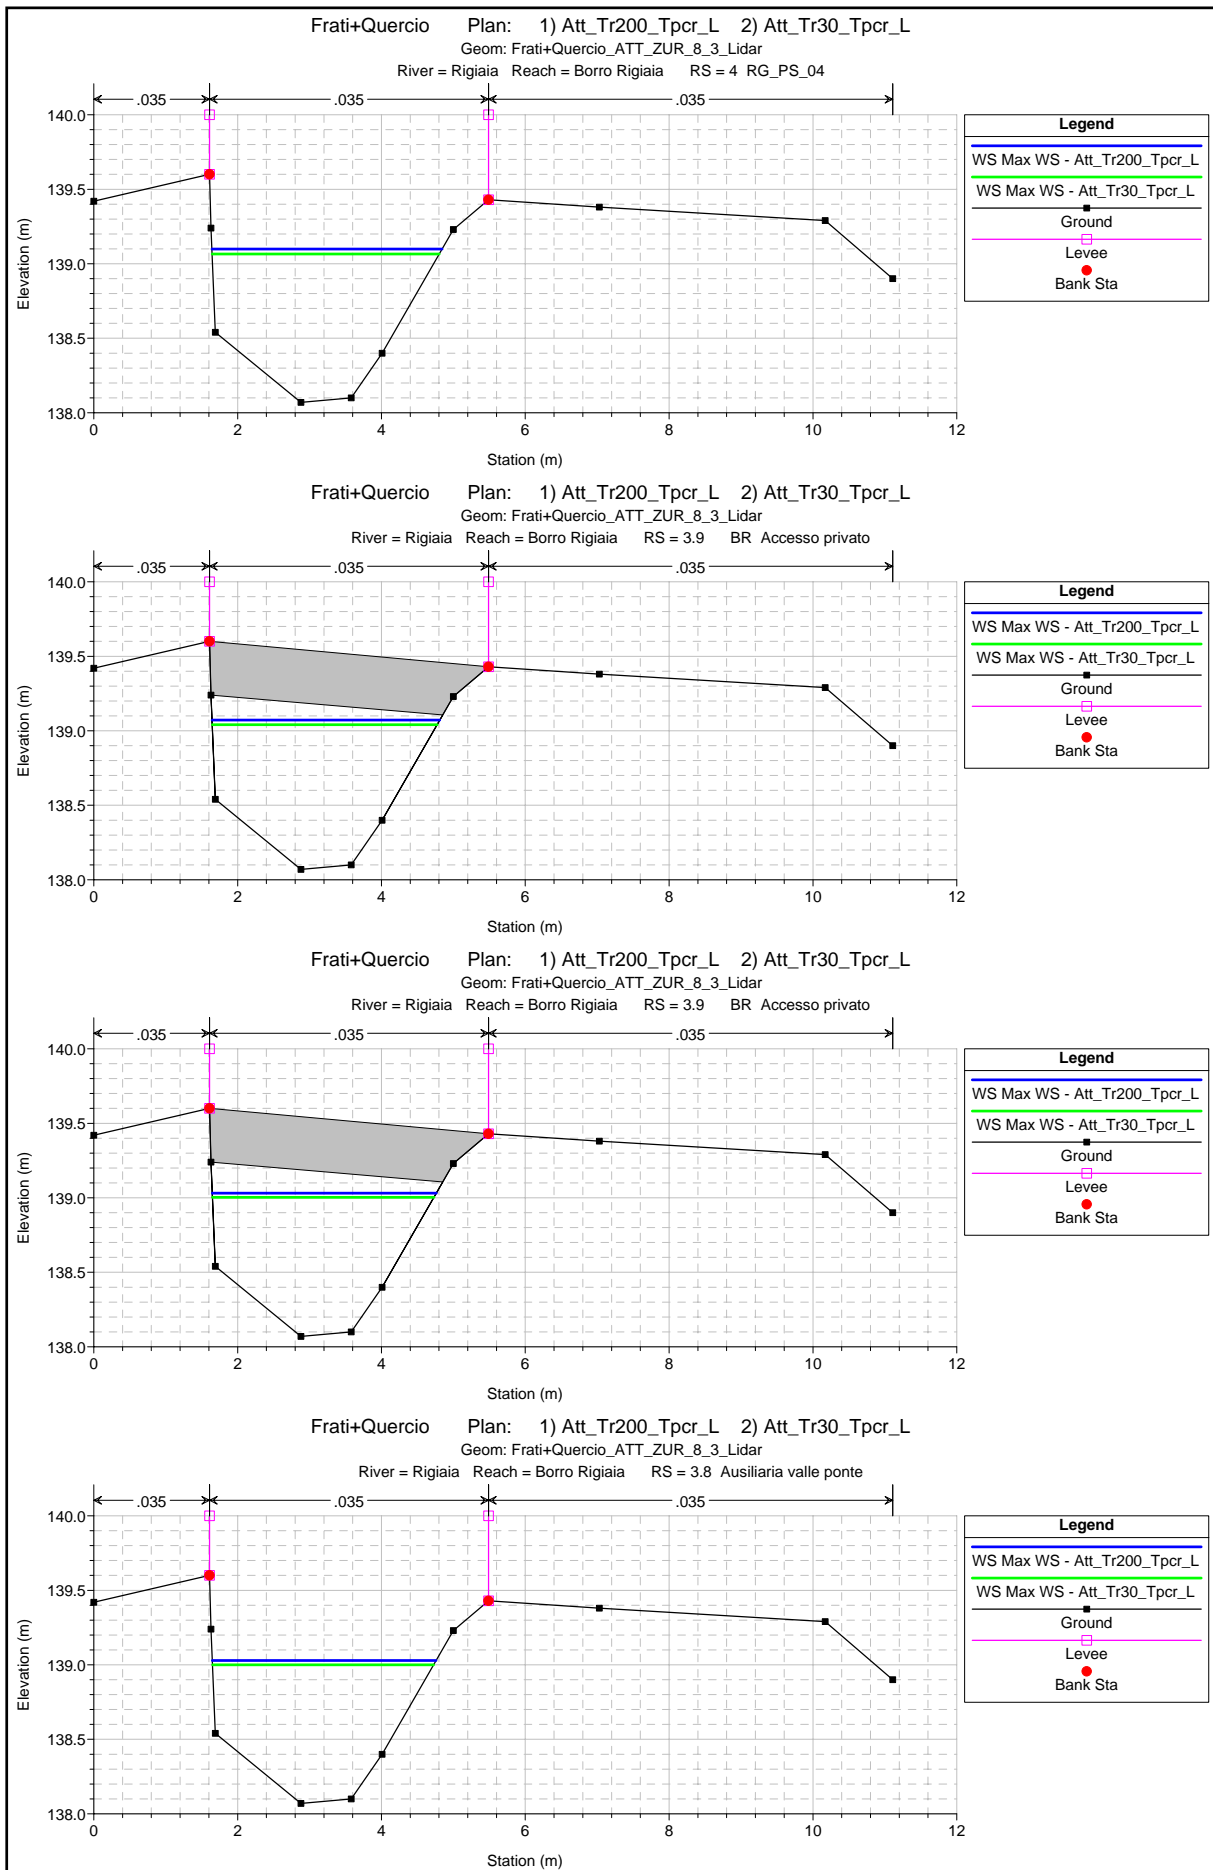 Frati+Quercio Plan: 1) Att_Tr200_Tpcr_L 2) Att_Tr30_Tpcr_L
Geom: Frati+Quercio_ATT_ZUR_8_3_Lidar
River = Rigiaia Reach = Borro Rigiaia RS = 4 RG_PS_04
.035 .035 .035
140.0
139.5
139.0
138.5
138.0
Elevation (m)
0 2 4 6 8 10 12
Station (m)
Legend
WS Max WS - Att_Tr200_Tpcr_L
WS Max WS - Att_Tr30_Tpcr_L
Ground
Levee
Bank Sta
Frati+Quercio Plan: 1) Att_Tr200_Tpcr_L 2) Att_Tr30_Tpcr_L
Geom: Frati+Quercio_ATT_ZUR_8_3_Lidar
River = Rigiaia Reach = Borro Rigiaia RS = 3.9 BR Accesso privato
.035 .035 .035
140.0
139.5
139.0
138.5
138.0
Elevation (m)
0 2 4 6 8 10 12
Station (m)
Legend
WS Max WS - Att_Tr200_Tpcr_L
WS Max WS - Att_Tr30_Tpcr_L
Ground
Levee
Bank Sta
Frati+Quercio Plan: 1) Att_Tr200_Tpcr_L 2) Att_Tr30_Tpcr_L
Geom: Frati+Quercio_ATT_ZUR_8_3_Lidar
River = Rigiaia Reach = Borro Rigiaia RS = 3.9 BR Accesso privato
.035 .035 .035
140.0
139.5
139.0
138.5
138.0
Elevation (m)
0 2 4 6 8 10 12
Station (m)
Legend
WS Max WS - Att_Tr200_Tpcr_L
WS Max WS - Att_Tr30_Tpcr_L
Ground
Levee
Bank Sta
Frati+Quercio Plan: 1) Att_Tr200_Tpcr_L 2) Att_Tr30_Tpcr_L
Geom: Frati+Quercio_ATT_ZUR_8_3_Lidar
River = Rigiaia Reach = Borro Rigiaia RS = 3.8 Ausiliaria valle ponte
.035 .035 .035
140.0
139.5
139.0
138.5
138.0
Elevation (m)
0 2 4 6 8 10 12
Station (m)
Legend
WS Max WS - Att_Tr200_Tpcr_L
WS Max WS - Att_Tr30_Tpcr_L
Ground
Levee
Bank Sta